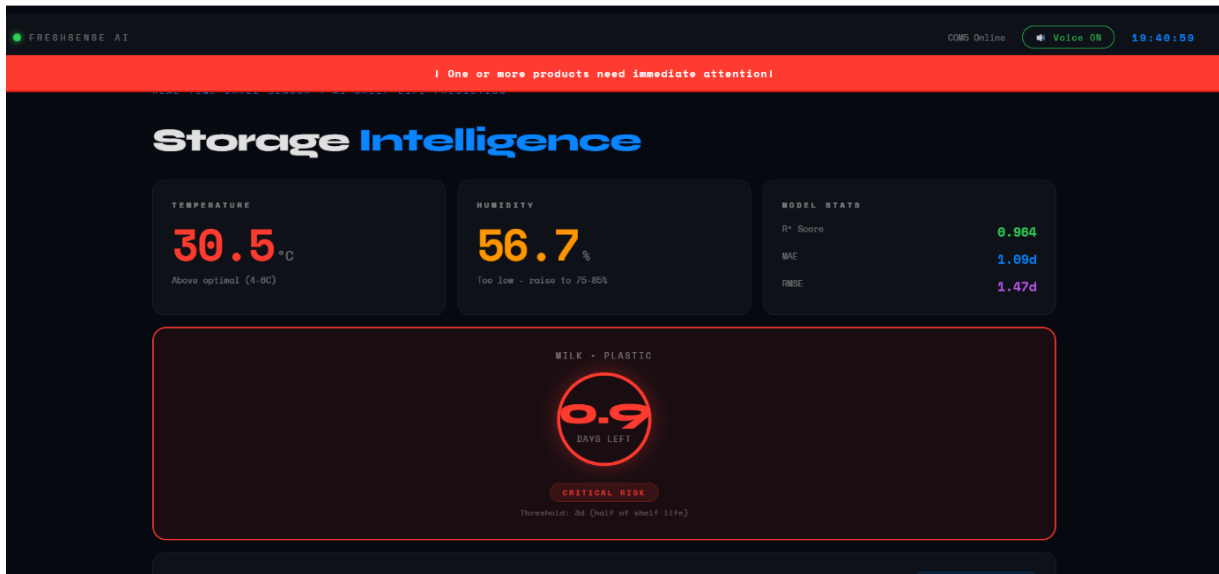 FRESHSENSE AI
COM5 Online
Voice ON
19:40:59
! One or more products need immediate attention!
Storage Intelligence
TEMPERATURE
30.5 °C
Above optimal (4-6C)
HUMIDITY
56.7 %
Too low - raise to 75-85%
MODEL STATS
R² Score 0.964
MAE 1.09d
RMSE 1.47d
MILK - PLASTIC
0.9
DAYS LEFT
CRITICAL RISK
Threshold: 3d (half of shelf life)